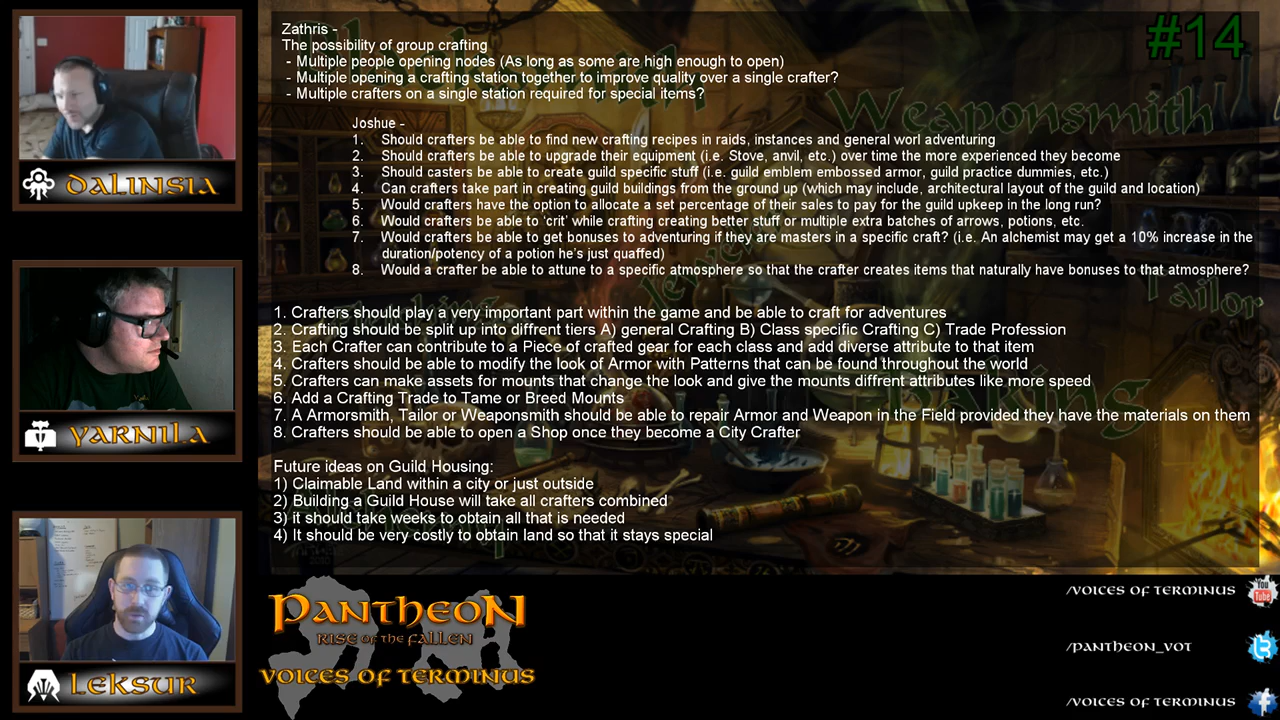 #14
Zathris -
The possibility of group crafting
- Multiple people opening nodes (As long as some are high enough to open)
- Multiple opening a crafting station together to improve quality over a single crafter?
- Multiple crafters on a single station required for special items?
Joshue -
1. Should crafters be able to find new crafting recipes in raids, instances and general worl adventuring
2. Should crafters be able to upgrade their equipment (i.e. Stove, anvil, etc.) over time the more experienced they become
3. Should casters be able to create guild specific stuff (i.e. guild emblem embossed armor, guild practice dummies, etc.)
4. Can crafters take part in creating guild buildings from the ground up (which may include, architectural layout of the guild and location)
5. Would crafters have the option to allocate a set percentage of their sales to pay for the guild upkeep in the long run?
6. Would crafters be able to 'crit' while crafting creating better stuff or multiple extra batches of arrows, potions, etc.
7. Would crafters be able to get bonuses to adventuring if they are masters in a specific craft? (i.e. An alchemist may get a 10% increase in the
duration/potency of a potion he's just quaffed)
8. Would a crafter be able to attune to a specific atmosphere so that the crafter creates items that naturally have bonuses to that atmosphere?
1. Crafters should play a very important part within the game and be able to craft for adventures
2. Crafting should be split up into diffrent tiers A) general Crafting B) Class specific Crafting C) Trade Profession
3. Each Crafter can contribute to a Piece of crafted gear for each class and add diverse attribute to that item
4. Crafters should be able to modify the look of Armor with Patterns that can be found throughout the world
5. Crafters can make assets for mounts that change the look and give the mounts diffrent attributes like more speed
6. Add a Crafting Trade to Tame or Breed Mounts
7. A Armorsmith, Tailor or Weaponsmith should be able to repair Armor and Weapon in the Field provided they have the materials on them
8. Crafters should be able to open a Shop once they become a City Crafter
Future ideas on Guild Housing:
1) Claimable Land within a city or just outside
2) Building a Guild House will take all crafters combined
3) it should take weeks to obtain all that is needed
4) It should be very costly to obtain land so that it stays special
Weaponsmith
Tailor
Baking
DALINSIA
YARNILA
LEKSUR
PANTHEON
RISE OF THE FALLEN
VOICES OF TERMINUS
/VOICES OF TERMINUS
You
Tube
/PANTHEON_VOT
/VOICES OF TERMINUS